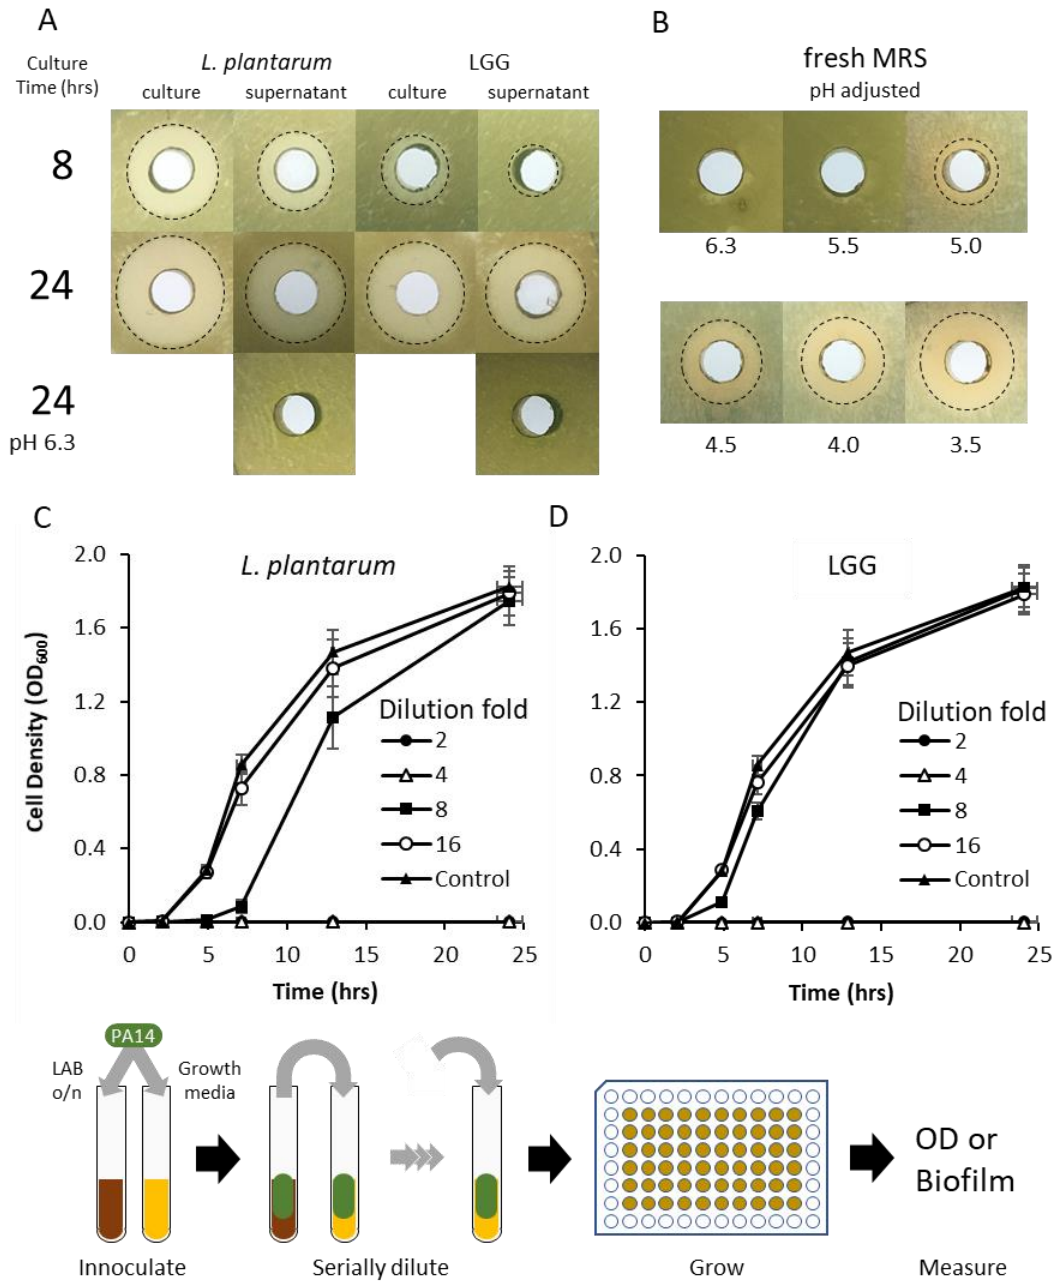 A
Culture
Time (hrs)
L. plantarum
LGG
culture
supernatant
culture
supernatant
8
24
24
pH 6.3
B
fresh MRS
pH adjusted
6.3
5.5
5.0
4.5
4.0
3.5
C
L. plantarum
Cell Density (OD600)
2.0
1.6
1.2
0.8
0.4
0.0
Dilution fold
2
4
8
16
Control
0
5
10
15
20
25
Time (hrs)
D
LGG
2.0
1.6
1.2
0.8
0.4
0.0
Dilution fold
2
4
8
16
Control
0
5
10
15
20
25
Time (hrs)
PA14
LAB
o/n
Growth
media
Innoculate
Serially dilute
Grow
OD or
Biofilm
Measure